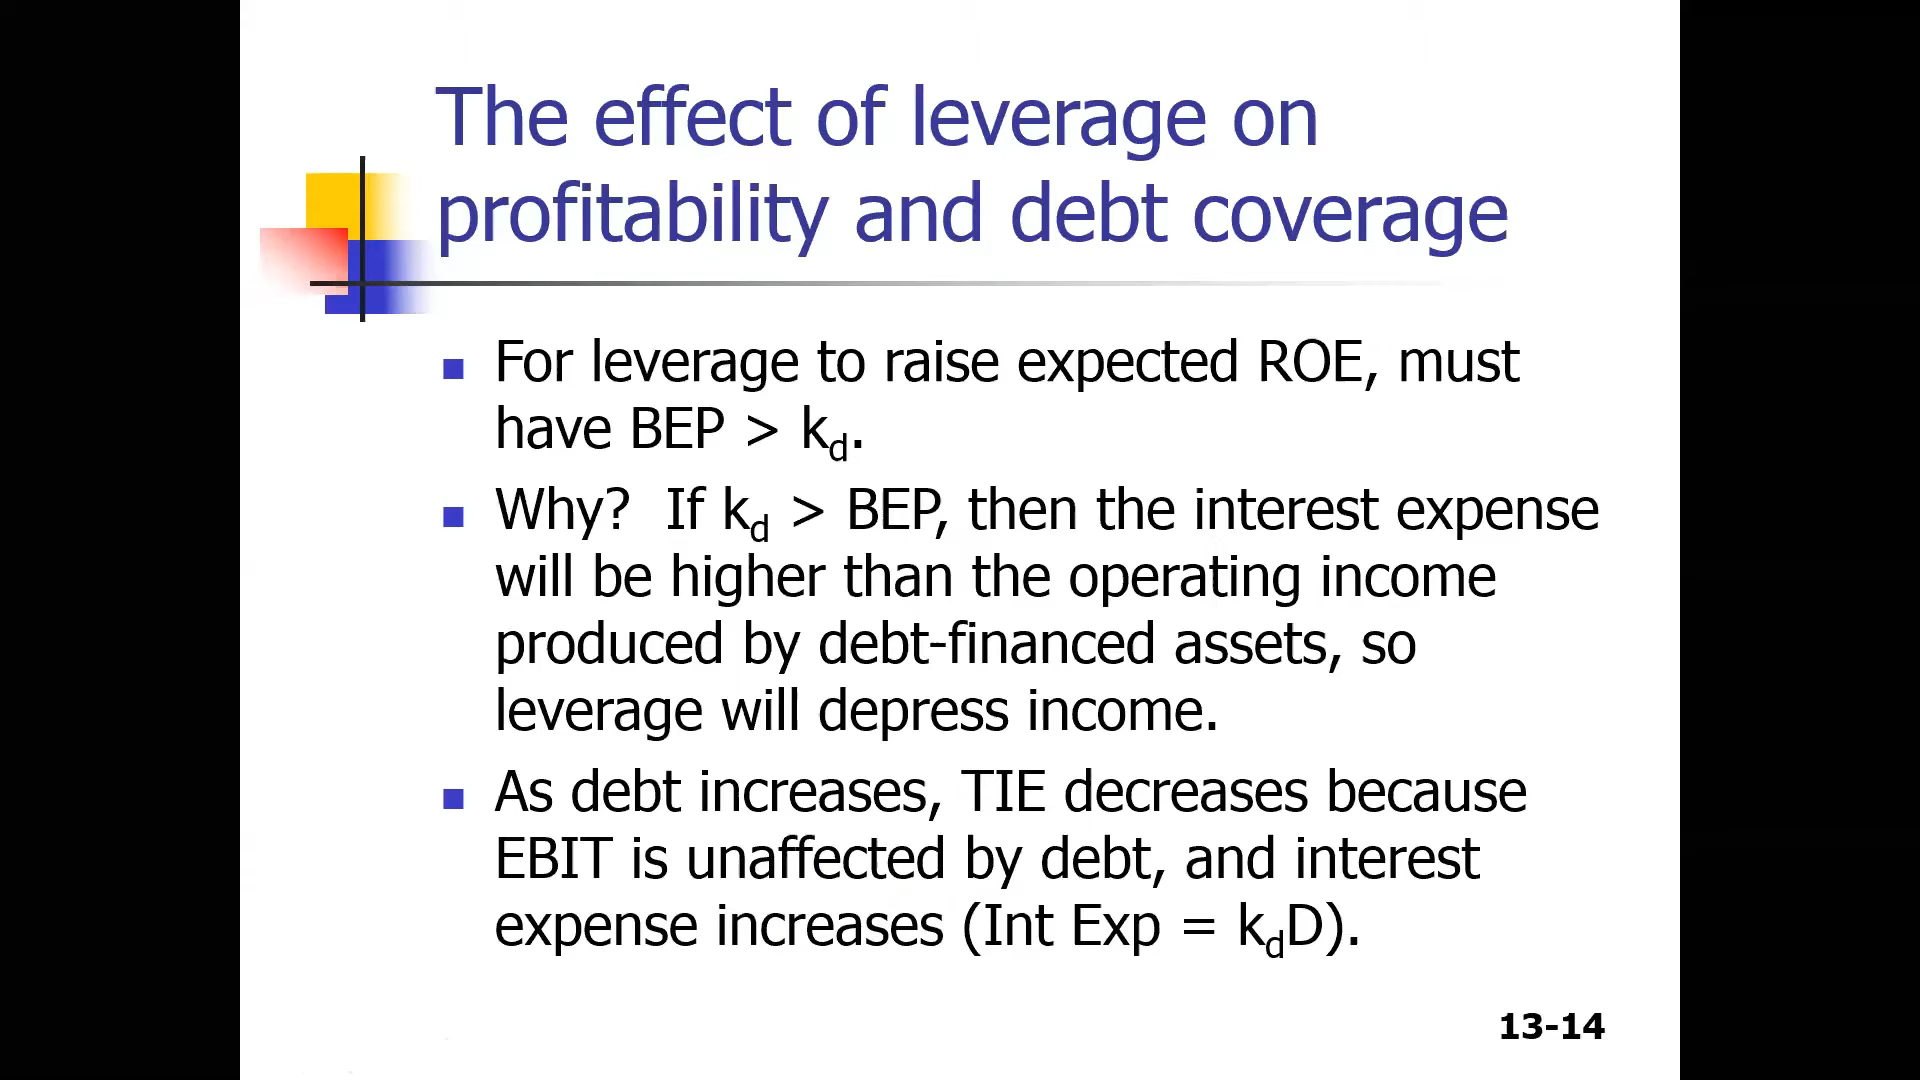 The effect of leverage on
profitability and debt coverage
For leverage to raise expected ROE, must
have BEP > kd.
Why? If kd > BEP, then the interest expense
will be higher than the operating income
produced by debt-financed assets, so
leverage will depress income.
As debt increases, TIE decreases because
EBIT is unaffected by debt, and interest
expense increases (Int Exp = kdD).
13-14